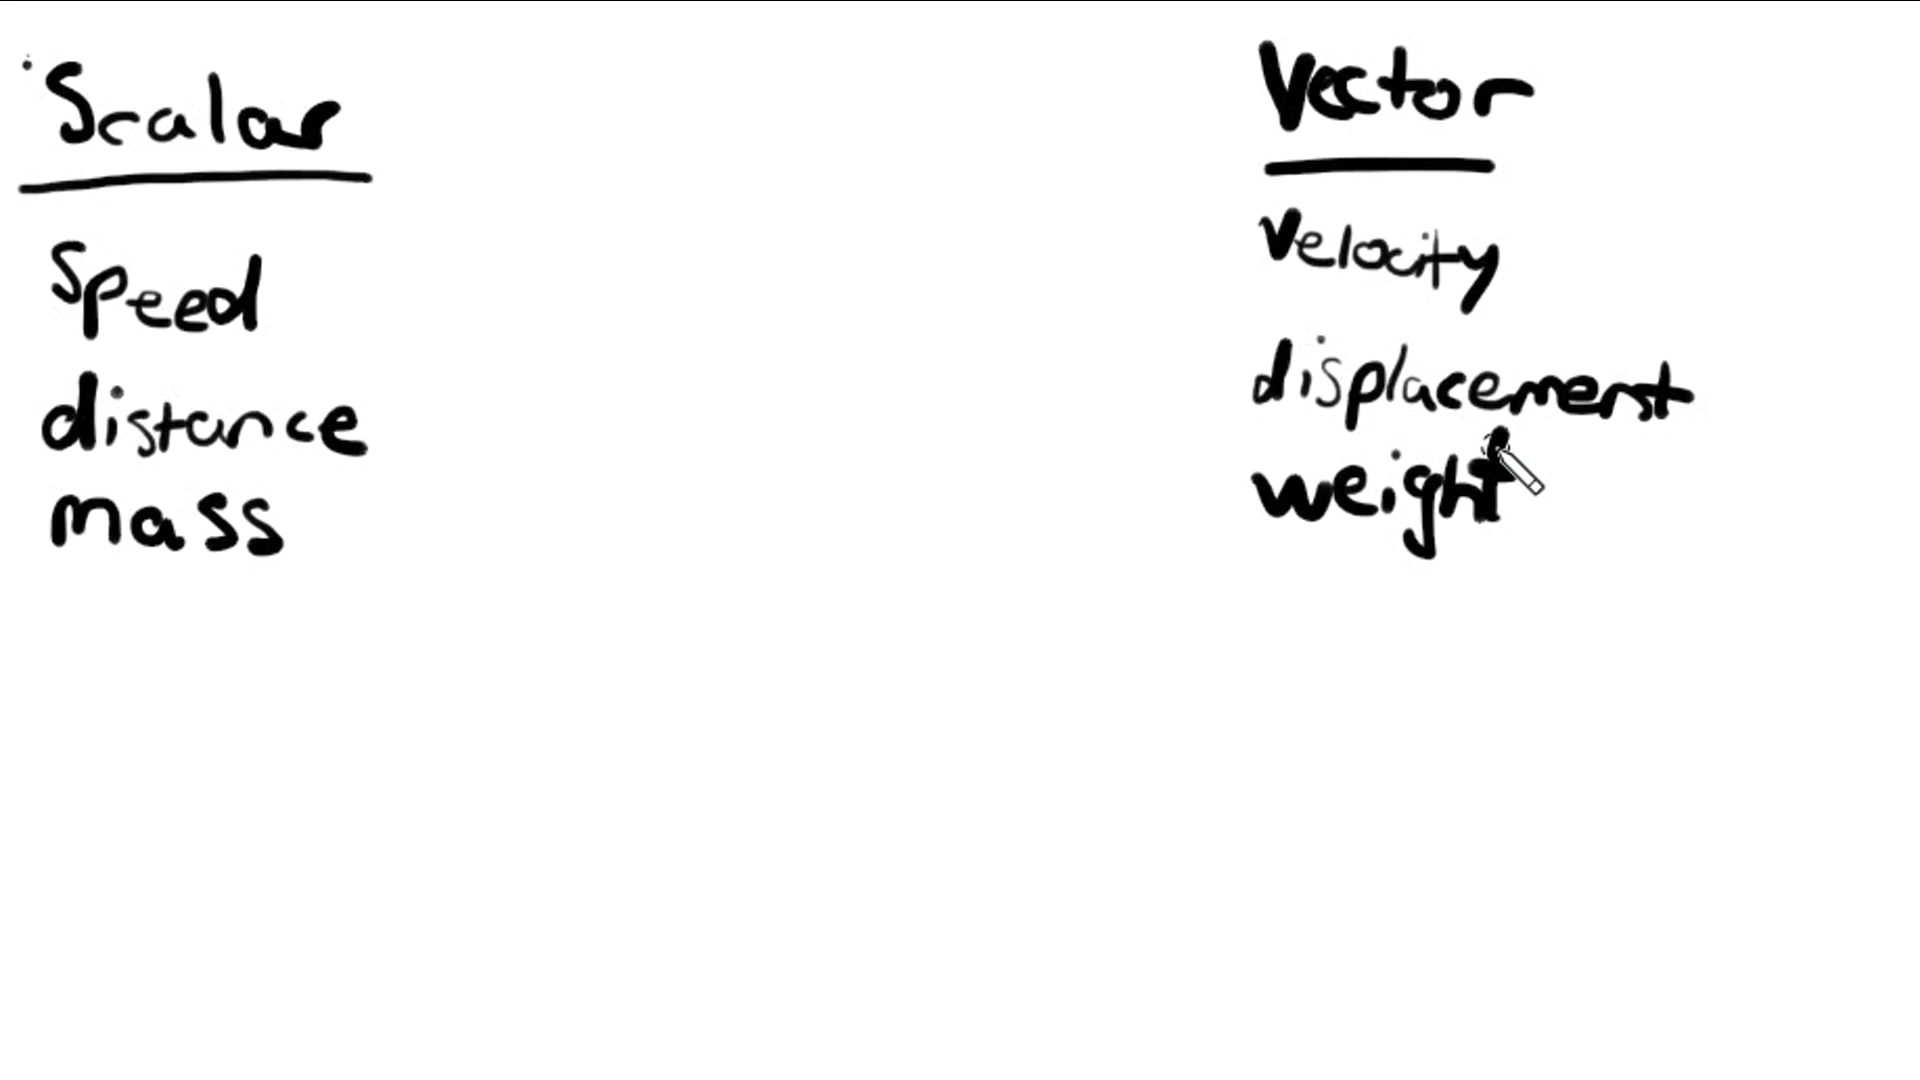 Scalar
Speed
distance
mass
Vector
Velocity
displacement
weight